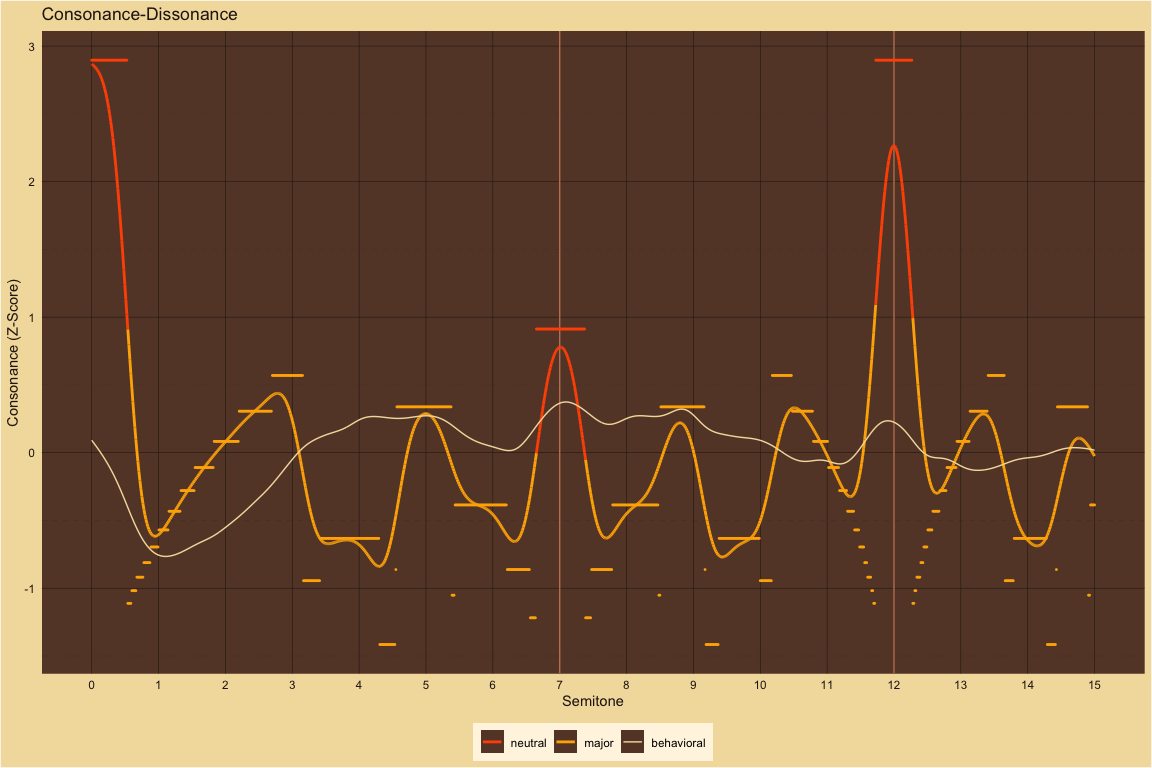 Consonance-Dissonance
Consonance (Z-Score)
3
2
1
0
-1
0 1 2 3 4 5 6 7 8 9 10 11 12 13 14 15
Semitone
neutral major behavioral